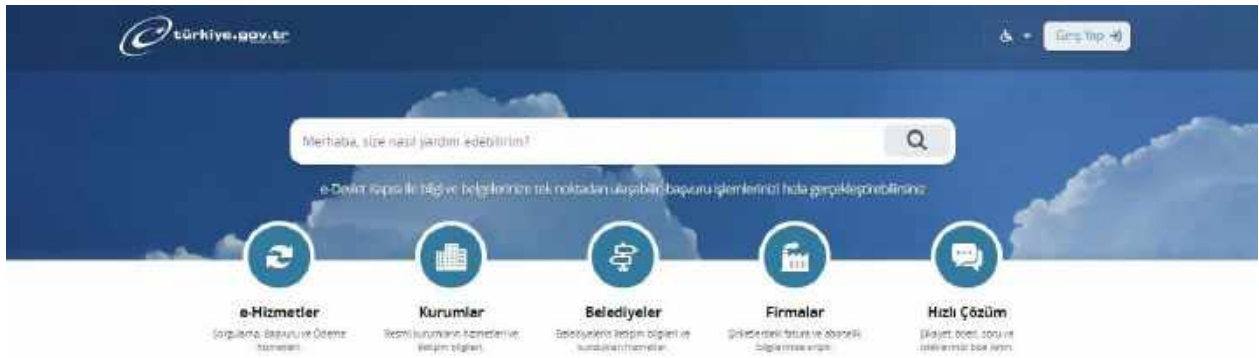 türkiye.gov.tr
Giriş Yap
Merhaba, size nasıl yardım edebilirim?
e-Devlet Kapısı ile bilgi ve belgelerinize tek noktadan ulaşabilir, başvuru işlemlerinizi hızla gerçekleştirebilirsiniz
e-Hizmetler
Kurumlar
Belediyeler
Firmalar
Hızlı Çözüm
Sorgulama, Başvuru ve Ödeme
hizmetleri
Resmi kurumların hizmetleri ve
iletişim bilgileri.
Belediyelerin iletişim bilgileri ve
sundukları hizmetler.
Şirketlerdeki fatura ve abonelik
bilgilerinize erişin.
Şikayet, öneri, soru ve
isteklerinizi bize iletin.